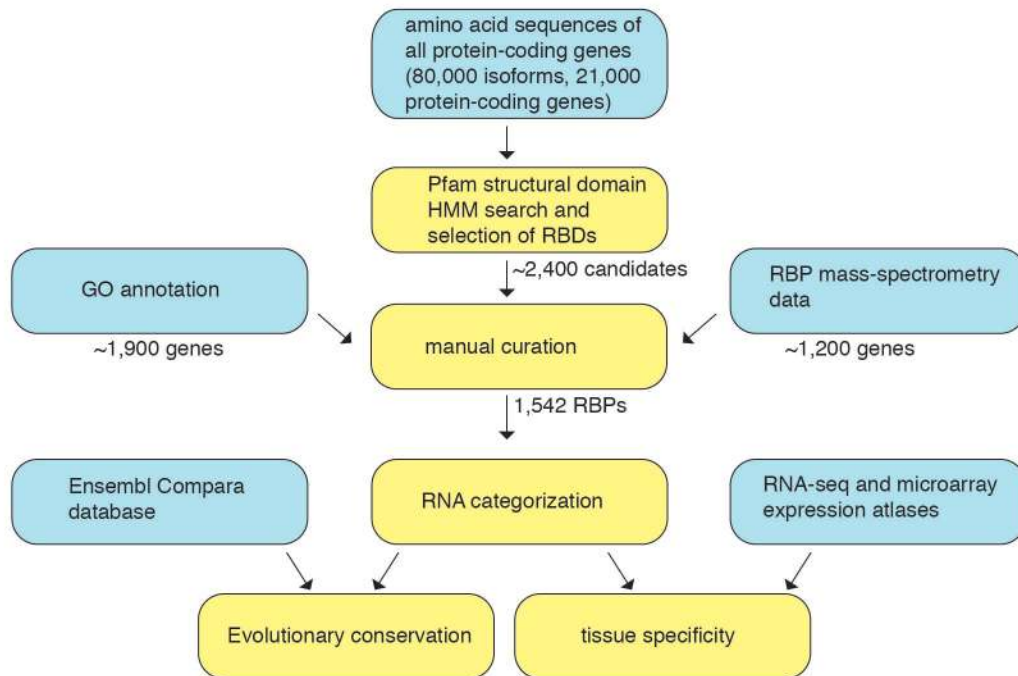 amino acid sequences of
all protein-coding genes
(80,000 isoforms, 21,000
protein-coding genes)
Pfam structural domain
HMM search and
selection of RBDs
~2,400 candidates
GO annotation
~1,900 genes
RBP mass-spectrometry
data
~1,200 genes
manual curation
1,542 RBPs
Ensembl Compara
database
RNA categorization
RNA-seq and microarray
expression atlases
Evolutionary conservation
tissue specificity